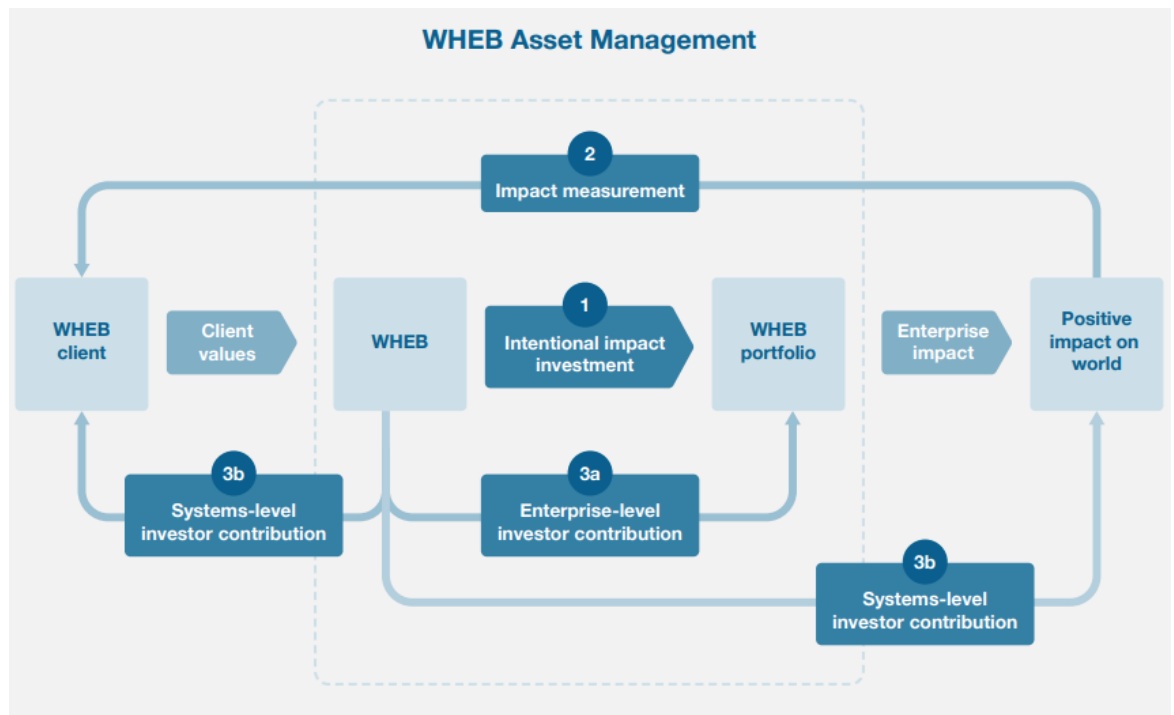 WHEB Asset Management
2
Impact measurement
WHEB
client
Client
values
WHEB
1
Intentional impact
investment
WHEB
portfolio
Enterprise
impact
Positive
impact on
world
3b
Systems-level
investor contribution
3a
Enterprise-level
investor contribution
3b
Systems-level
investor contribution